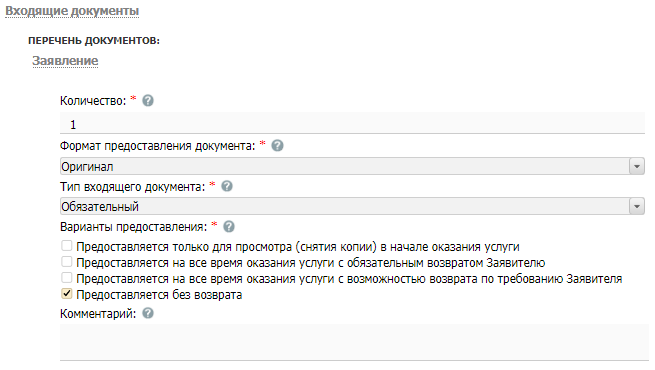 Входящие документы
ПЕРЕЧЕНЬ ДОКУМЕНТОВ:
Заявление
Количество: * ?
1
Формат предоставления документа: * ?
Оригинал
Тип входящего документа: * ?
Обязательный
Варианты предоставления: * ?
Предоставляется только для просмотра (снятия копии) в начале оказания услуги
Предоставляется на все время оказания услуги с обязательным возвратом Заявителю
Предоставляется на все время оказания услуги с возможностью возврата по требованию Заявителя
Предоставляется без возврата
Комментарий: ?